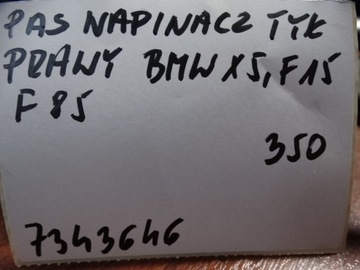 PAS NAPINACZ TYŁ
PRAWY BMW X5, F15
F85
350
7343646